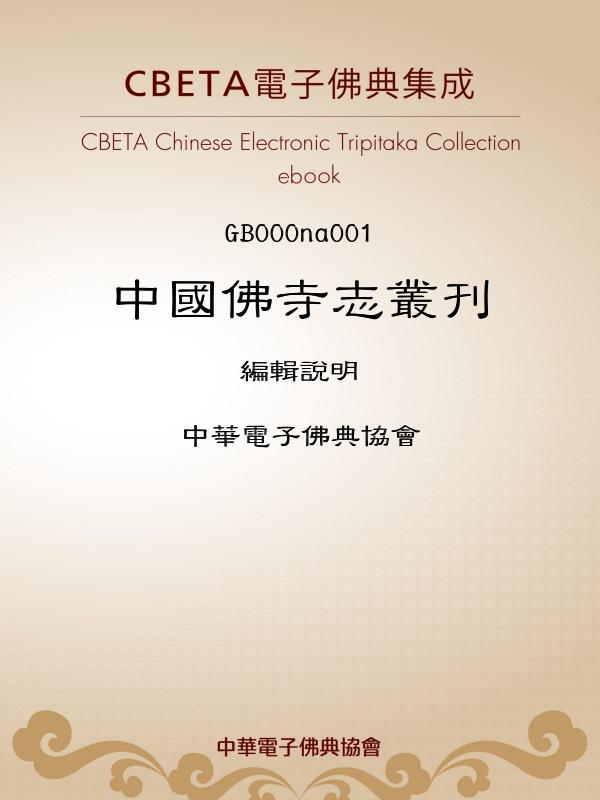 CBETA電子佛典集成
CBETA Chinese Electronic Tripitaka Collection
ebook
GB000na001
中國佛寺志叢刊
編輯說明
中華電子佛典協會
中華電子佛典協會